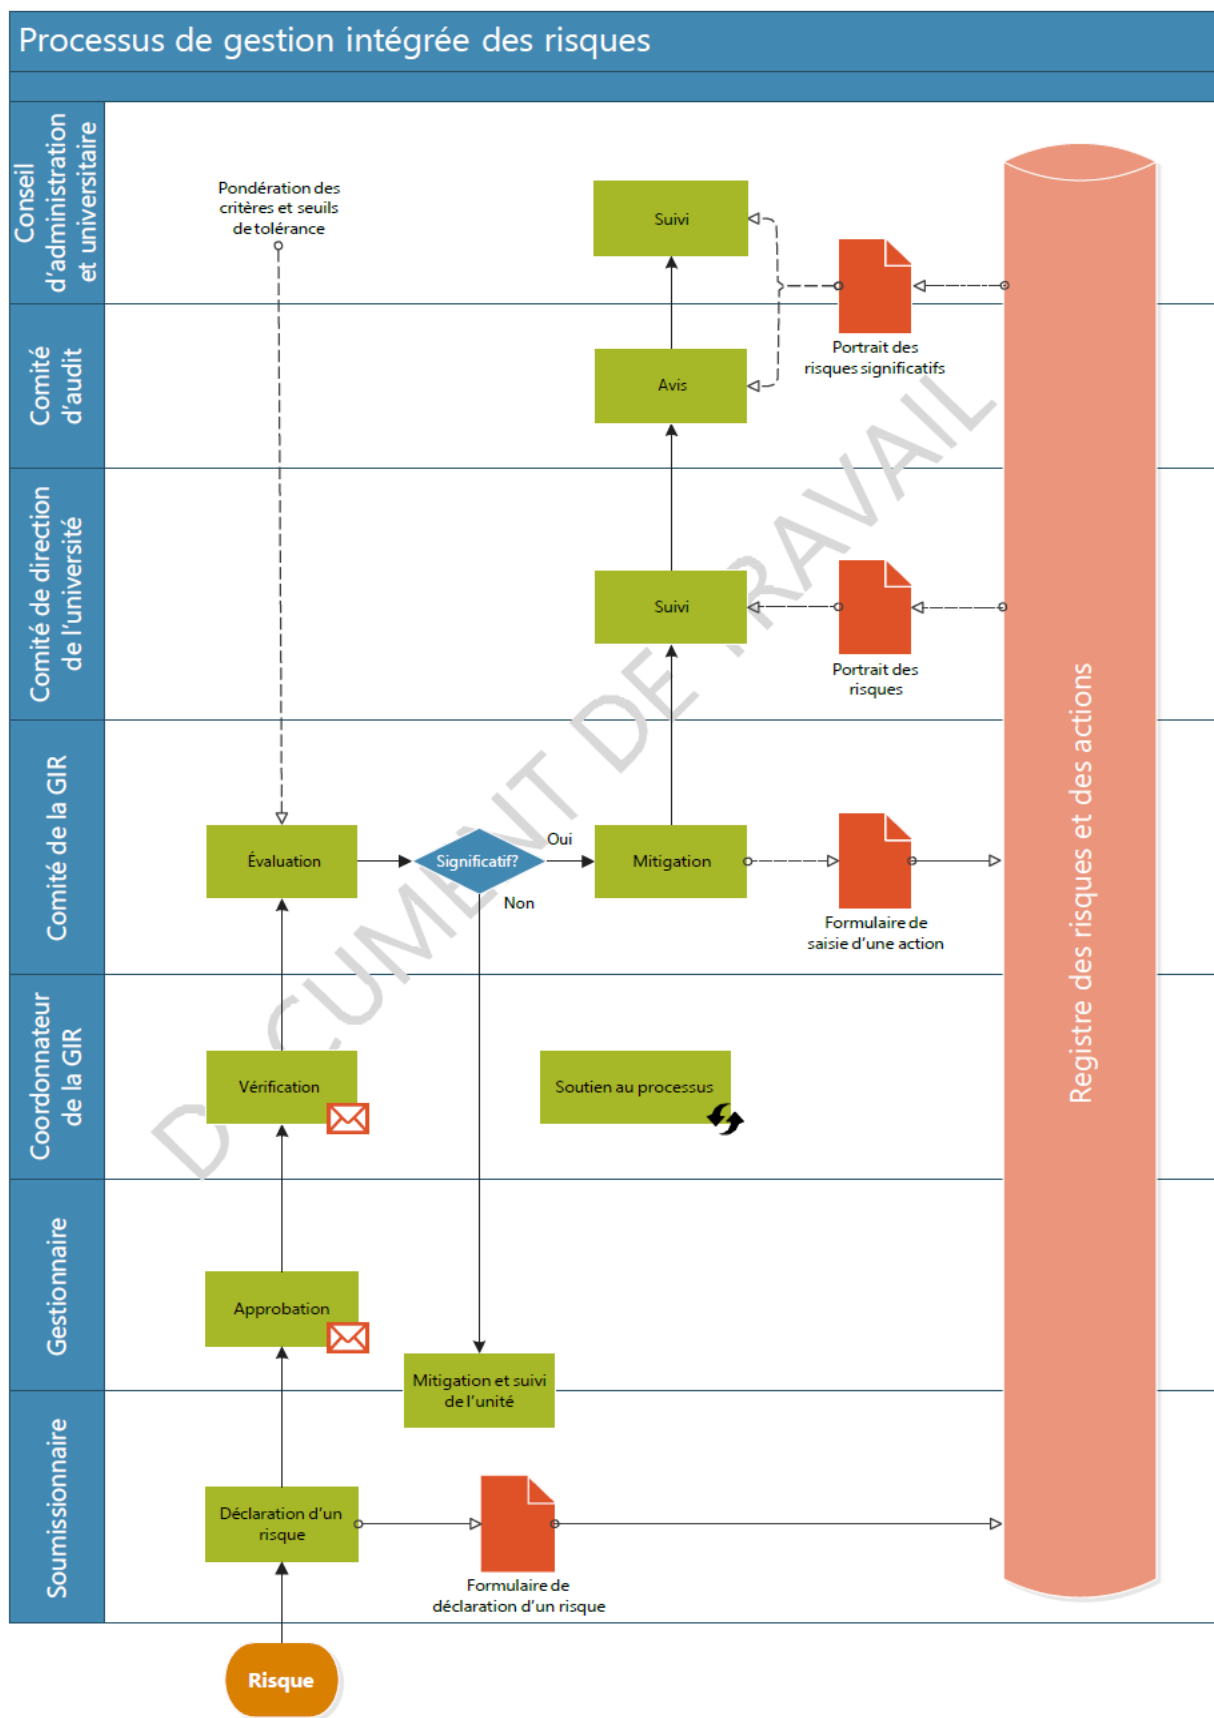 Processus de gestion intégrée des risques
Conseil
d'administration
et universitaire
Pondération des
critères et seuils
de tolérance
Suivi
Portrait des
risques significatifs
Comité
d'audit
Avis
Comité de direction
de l'université
Suivi
Portrait des
risques
Comité de la GIR
Évaluation
Significatif?
Oui
Non
Mitigation
Formulaire de
saisie d'une action
Coordonnateur
de la GIR
Vérification
Soutien au processus
Gestionnaire
Approbation
Mitigation et suivi
de l'unité
Soumissionnaire
Déclaration d'un
risque
Formulaire de
déclaration d'un risque
Risque
Registre des risques et des actions
DOCUMENT DE TRAVAIL